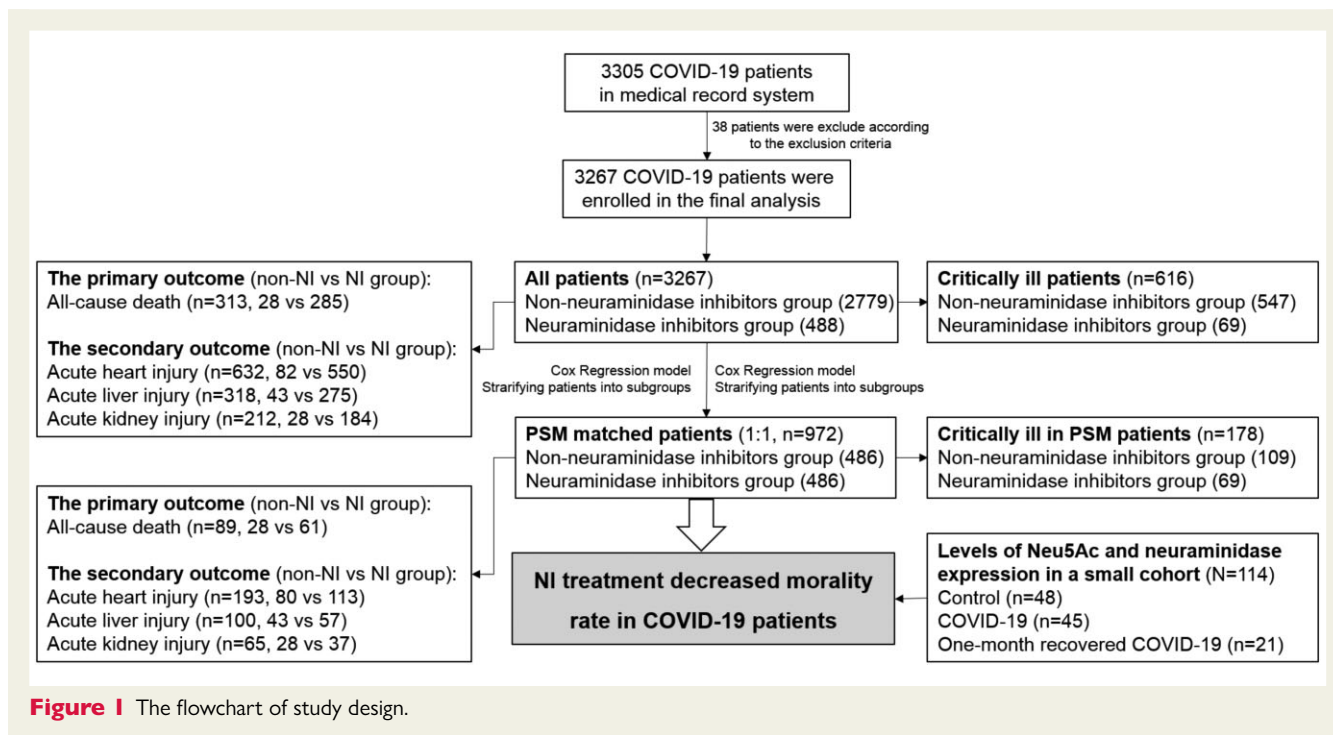 3305 COVID-19 patients
in medical record system
38 patients were exclude according
to the exclusion criteria
3267 COVID-19 patients were
enrolled in the final analysis
The primary outcome (non-NI vs NI group):
All-cause death (n=313, 28 vs 285)
The secondary outcome (non-NI vs NI group):
Acute heart injury (n=632, 82 vs 550)
Acute liver injury (n=318, 43 vs 275)
Acute kidney injury (n=212, 28 vs 184)
All patients (n=3267)
Non-neuraminidase inhibitors group (2779)
Neuraminidase inhibitors group (488)
Critically ill patients (n=616)
Non-neuraminidase inhibitors group (547)
Neuraminidase inhibitors group (69)
Cox Regression model
Strarifying patients into subgroups
Cox Regression model
Strarifying patients into subgroups
PSM matched patients (1:1, n=972)
Non-neuraminidase inhibitors group (486)
Neuraminidase inhibitors group (486)
Critically ill in PSM patients (n=178)
Non-neuraminidase inhibitors group (109)
Neuraminidase inhibitors group (69)
The primary outcome (non-NI vs NI group):
All-cause death (n=89, 28 vs 61)
The secondary outcome (non-NI vs NI group):
Acute heart injury (n=193, 80 vs 113)
Acute liver injury (n=100, 43 vs 57)
Acute kidney injury (n=65, 28 vs 37)
NI treatment decreased morality
rate in COVID-19 patients
Levels of Neu5Ac and neuraminidase
expression in a small cohort (N=114)
Control (n=48)
COVID-19 (n=45)
One-month recovered COVID-19 (n=21)
Figure 1 The flowchart of study design.